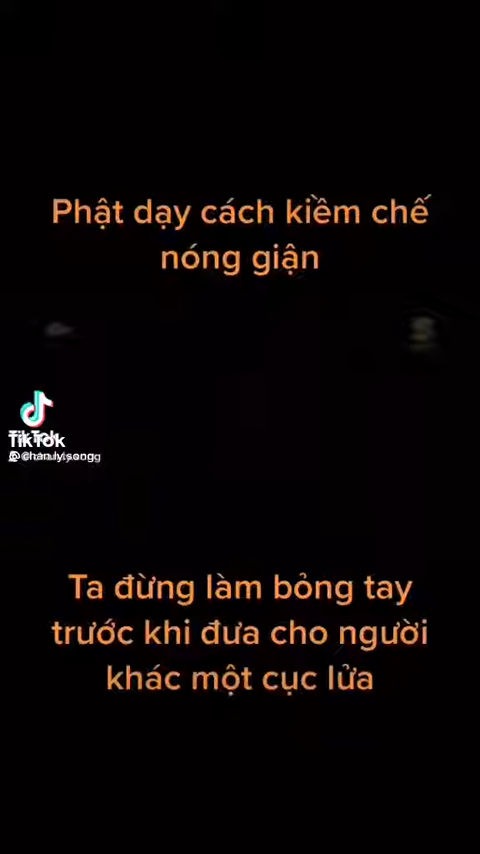 Phật dạy cách kiềm chế
nóng giận
TikTok
Ta đừng làm bỏng tay
trước khi đưa cho người
khác một cục lửa